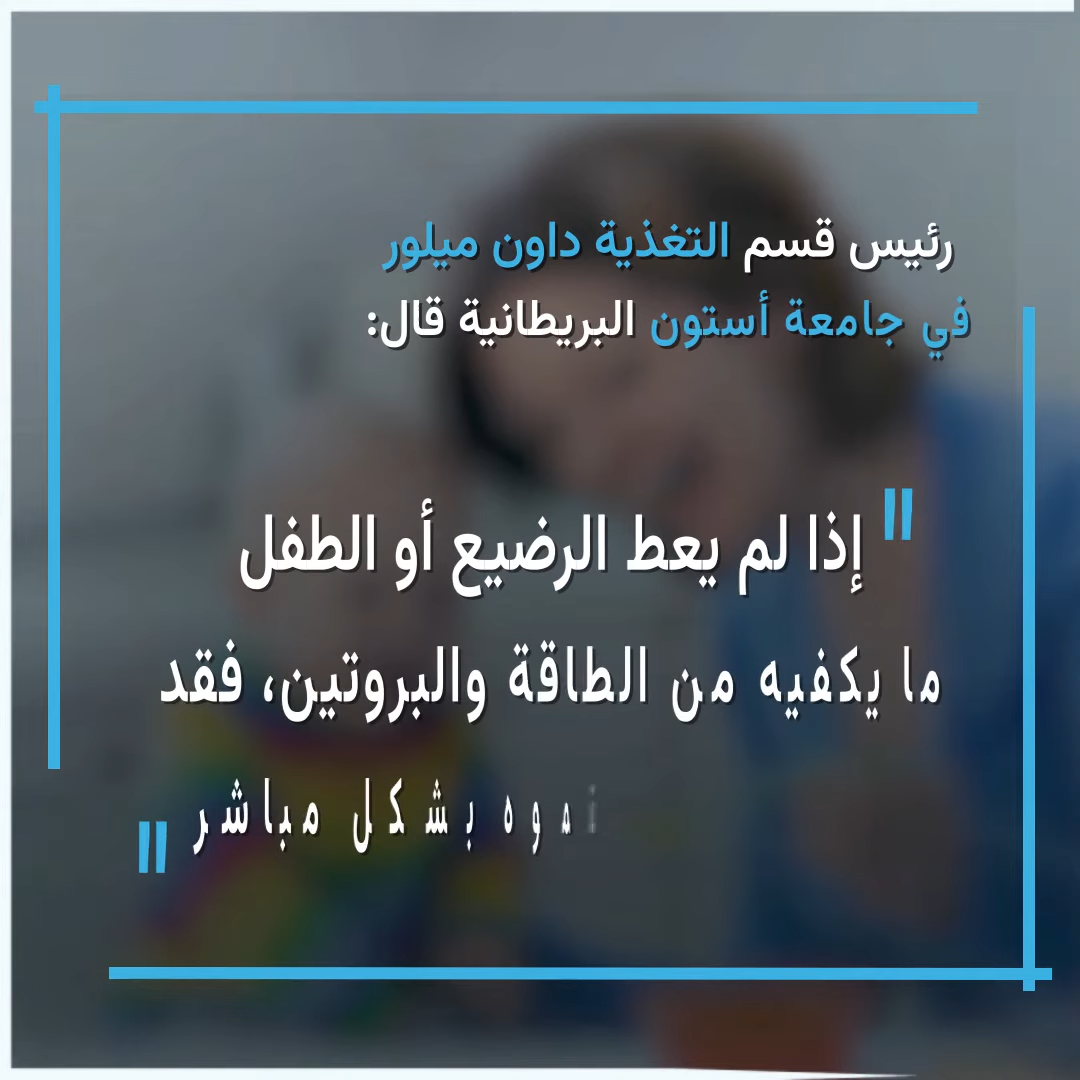 رئيس قسم التغذية داون ميلور
في جامعة أستون البريطانية قال:
" إذا لم يعط الرضيع أو الطفل
ما يكفيه من الطاقة والبروتين، فقد
نموه بشكل مباشر "